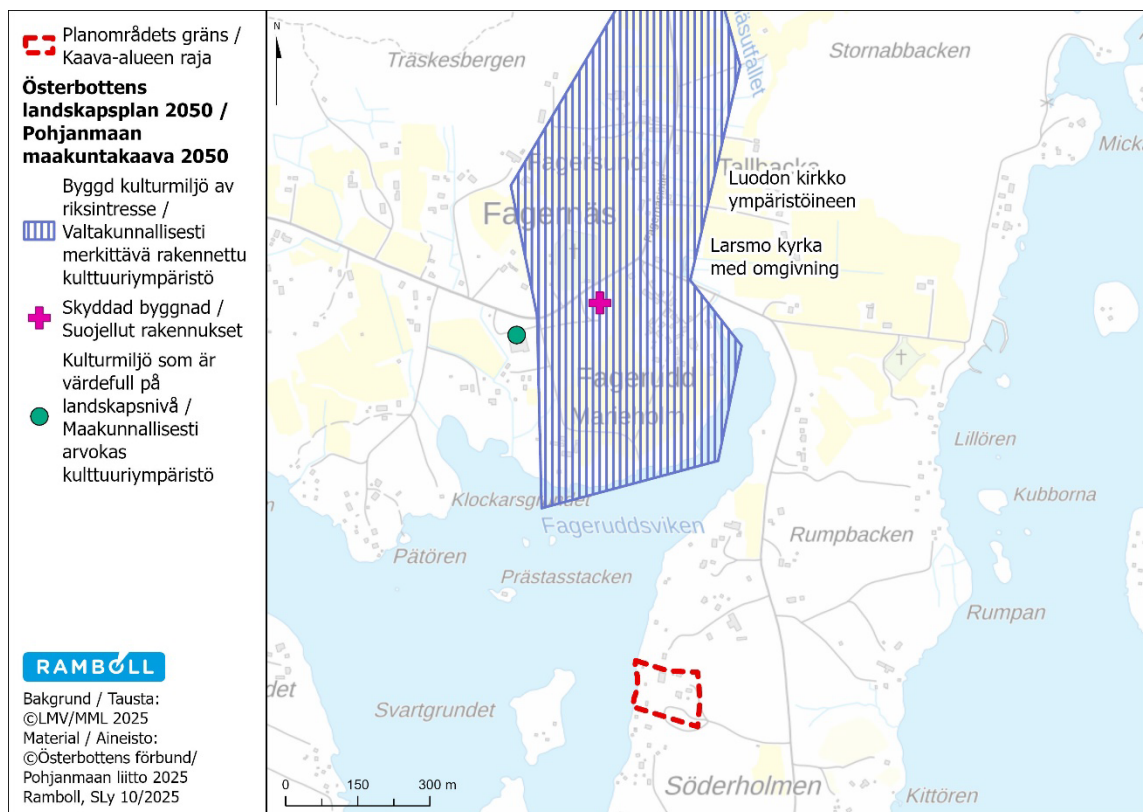 Planområdets gräns /
Kaava-alueen raja
Österbottens
landskapsplan 2050 /
Pohjanmaan
maakuntakaava 2050
Byggd kulturmiljö av
riksintresse /
Valtakunnallisesti
merkittävä rakennettu
kulttuuriympäristö
Skyddad byggnad /
Suojellut rakennukset
Kulturmiljö som är
värdefull på
landskapsnivå /
Maakunnallisesti
arvokas
kulttuuriympäristö
RAMBOLL
Bakgrund / Tausta:
©LMV/MML 2025
Material / Aineisto:
©Österbottens förbund/
Pohjanmaan liitto 2025
Ramboll, SLy 10/2025
N
Träskesbergen
Stornabbacken
Fagersund
Tallbacka
Luodon kirkko
ympäristöineen
Fagernäs
Larsmo kyrka
med omgivning
Fagerudd
Marieholm
Lillören
Klockarsgrundet
Kubborna
Fageruddsviken
Rumpbacken
Pätören
Prästasstacken
Rumpan
Svartgrundet
Söderholmen
Kittören
0 150 300 m